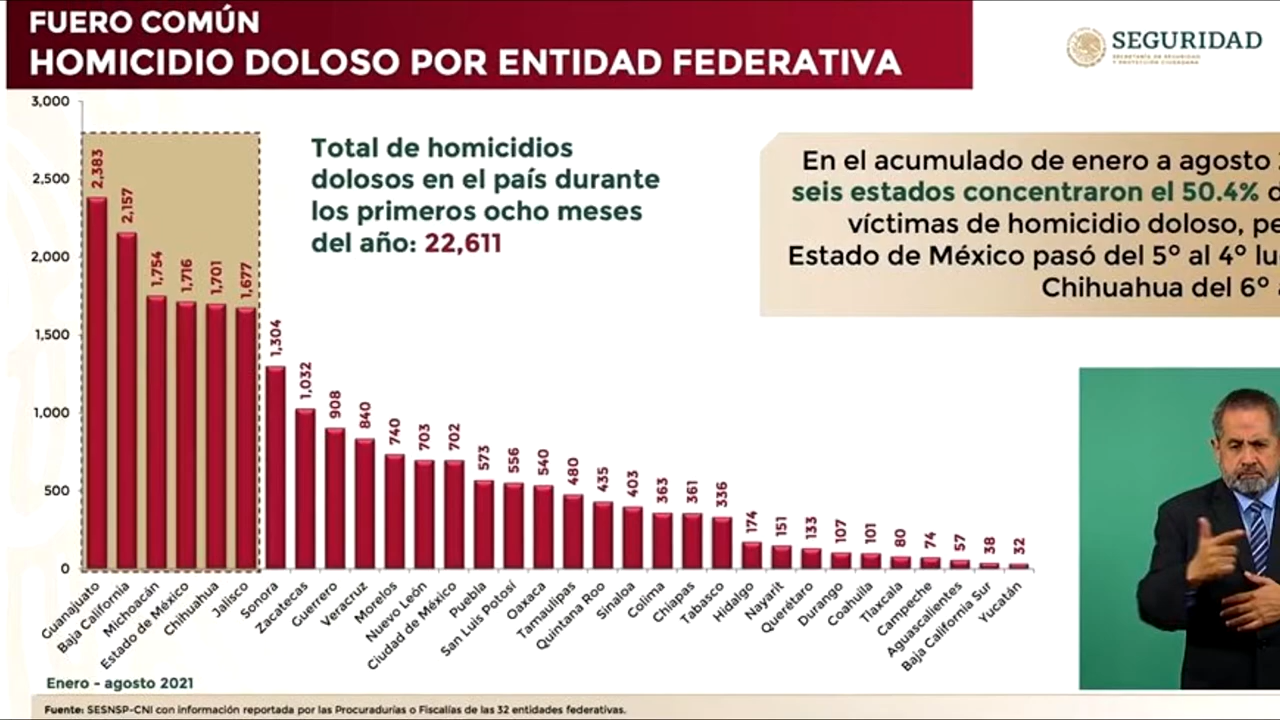 FUERO COMÚN
HOMICIDIO DOLOSO POR ENTIDAD FEDERATIVA
SEGURIDAD
SECRETARÍA DE SEGURIDAD
Y PROTECCIÓN CIUDADANA
Total de homicidios
dolosos en el país durante
los primeros ocho meses
del año: 22,611
En el acumulado de enero a agosto
seis estados concentraron el 50.4%
víctimas de homicidio doloso,
Estado de México pasó del 5º al 4º
Chihuahua del 6º
3,000
2,500
2,000
1,500
1,000
500
0
2,383
2,157
1,754
1,716
1,701
1,677
1,304
1,032
908
840
740
703
702
573
556
540
480
435
403
363
361
336
174
151
133
107
101
80
74
57
38
32
Guanajuato
Baja California
Michoacán
Estado de México
Chihuahua
Jalisco
Sonora
Zacatecas
Guerrero
Veracruz
Morelos
Nuevo León
Ciudad de México
Puebla
San Luis Potosí
Oaxaca
Tamaulipas
Quintana Roo
Sinaloa
Colima
Chiapas
Tabasco
Hidalgo
Nayarit
Querétaro
Durango
Coahuila
Tlaxcala
Campeche
Aguascalientes
Baja California Sur
Yucatán
Enero - agosto 2021
Fuente: SESNSP-CNI con información reportada por las Procuradurías o Fiscalías de las 32 entidades federativas.